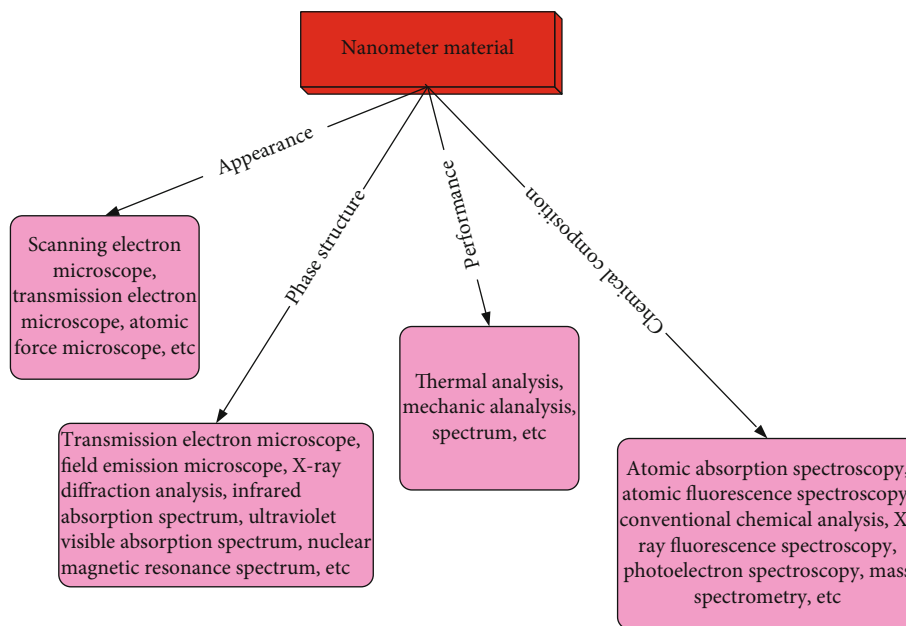 Nanometer material
Appearance
Phase structure
Performance
Chemical composition
Scanning electron
microscope,
transmission electron
microscope, atomic
force microscope, etc
Transmission electron microscope,
field emission microscope, X-ray
diffraction analysis, infrared
absorption spectrum, ultraviolet
visible absorption spectrum, nuclear
magnetic resonance spectrum, etc
Thermal analysis,
mechanic alanalysis,
spectrum, etc
Atomic absorption spectroscopy,
atomic fluorescence spectroscopy,
conventional chemical analysis, X-
ray fluorescence spectroscopy,
photoelectron spectroscopy, mass
spectrometry, etc